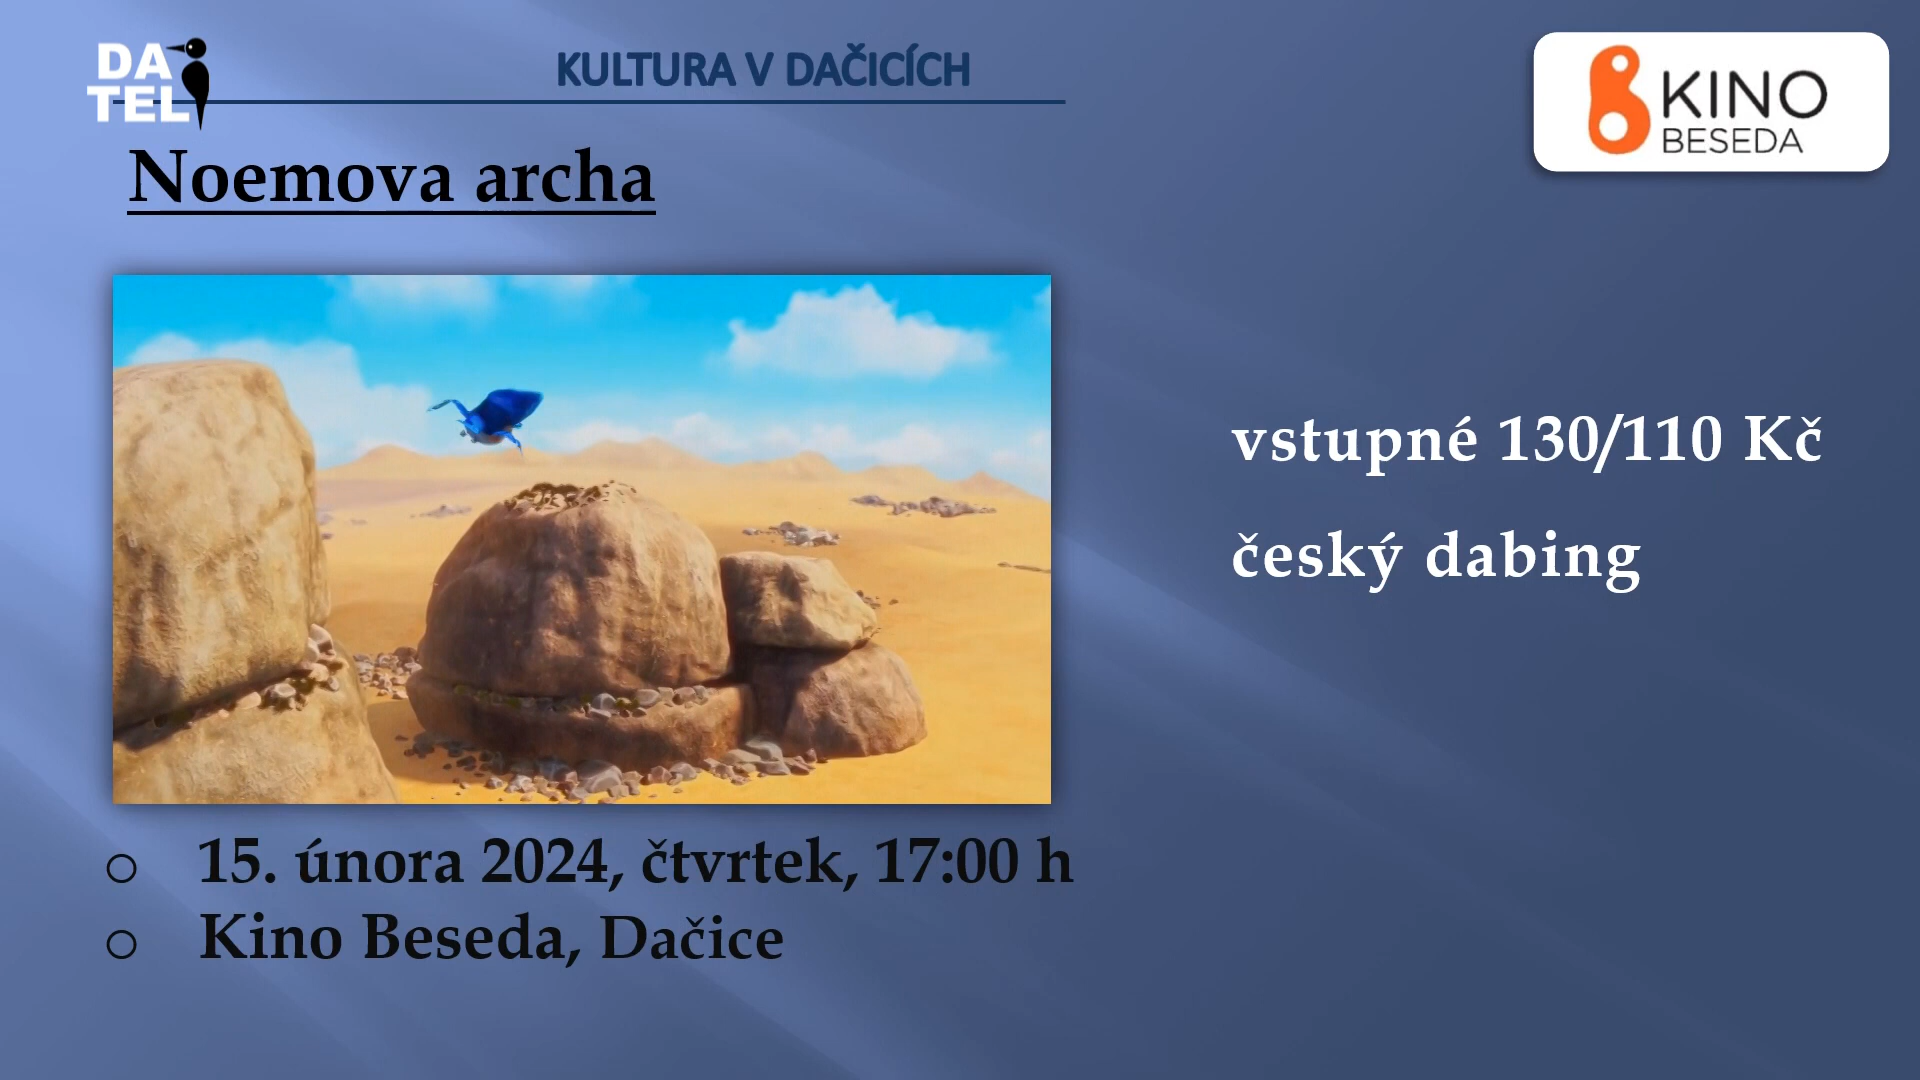 DA
TEL
KULTURA V DAČICÍCH
KINO
BESEDA
Noemova archa
vstupné 130/110 Kč
český dabing
15. února 2024, čtvrtek, 17:00 h
Kino Beseda, Dačice